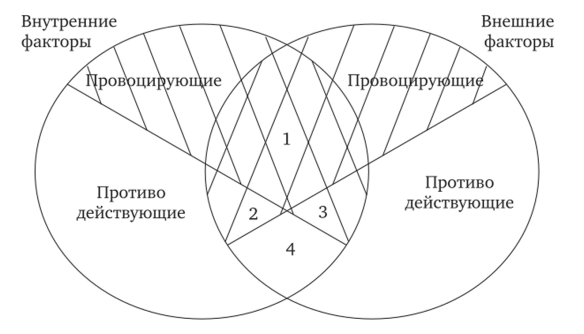 Внутренние
факторы
Внешние
факторы
Провоцирующие
Провоцирующие
1
Противо
действующие
Противо
действующие
2
3
4